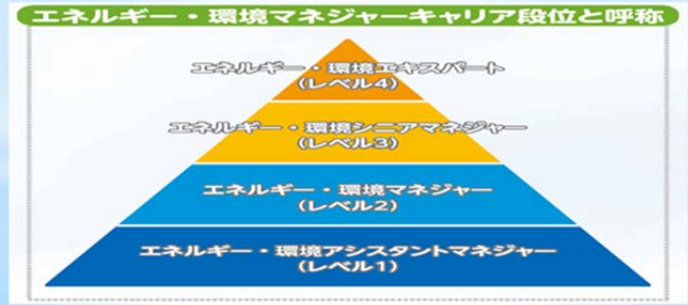 エネルギー・環境マネジャーキャリア段位と呼称
エネルギー・環境エキスパート
(レベル4)
エネルギー・環境シニアマネジャー
(レベル3)
エネルギー・環境マネジャー
(レベル2)
エネルギー・環境アシスタントマネジャー
(レベル1)